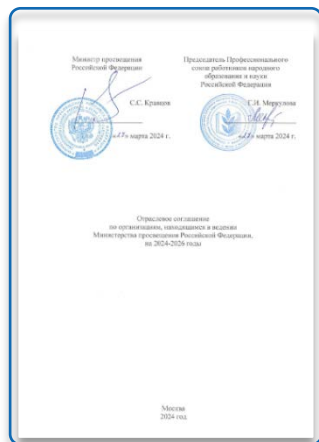 Министр просвещения
Российской Федерации
С.С. Кравцов
марта 2024 г.
Председатель Профессионального
союза работников народного
образования и науки
Российской Федерации
Г.И. Меркулова
марта 2024 г.
Отраслевое соглашение
по организациям, находящимся в ведении
Министерства просвещения Российской Федерации,
на 2024-2026 годы
Москва
2024 год